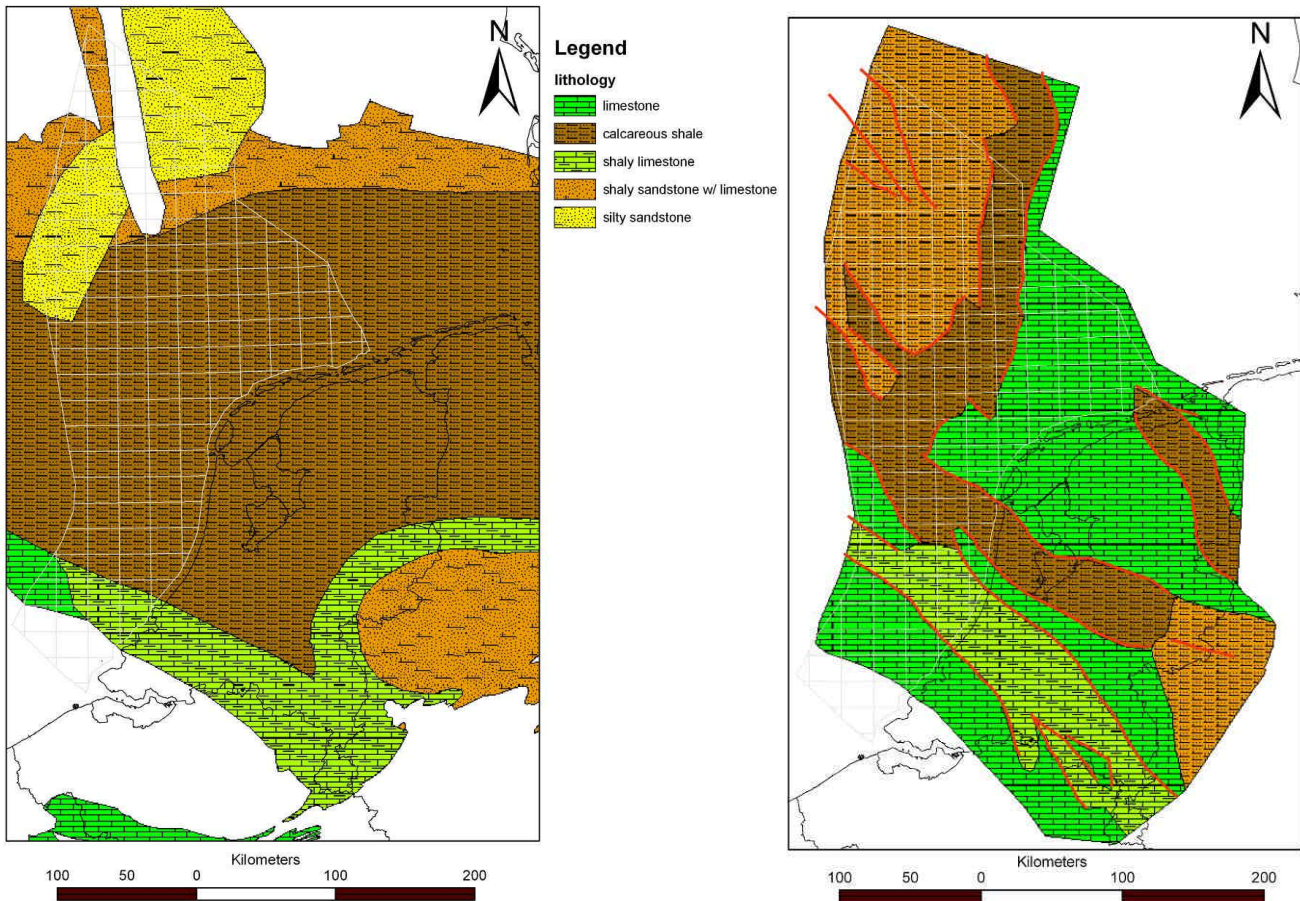 N
Legend
lithology
limestone
calcareous shale
shaly limestone
shaly sandstone w/ limestone
silty sandstone
N
Kilometers
100 50 0 100 200
Kilometers
100 50 0 100 200